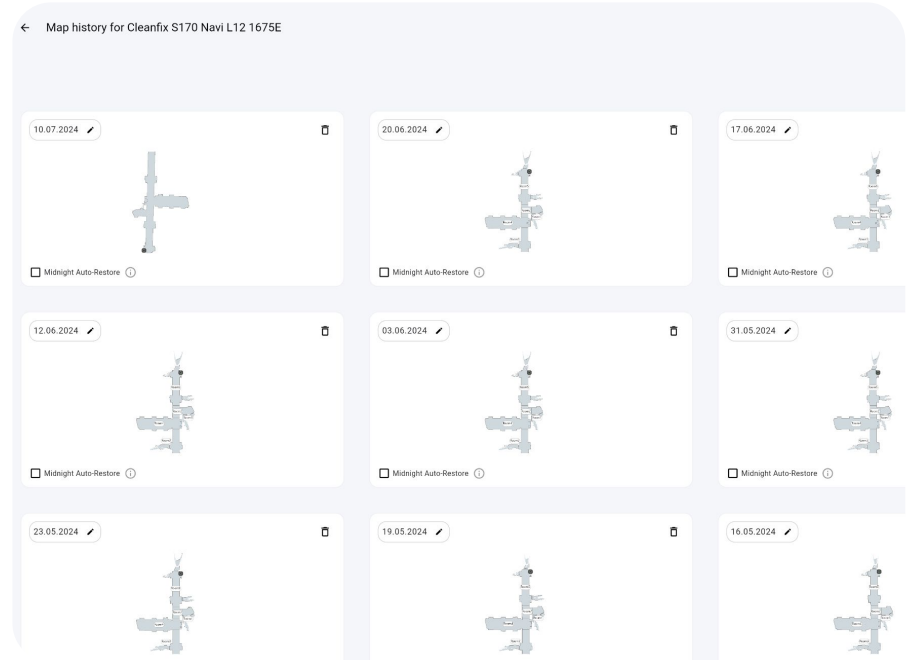 Map history for Cleanfix S170 Navi L12 1675E
10.07.2024
20.06.2024
17.06.2024
Midnight Auto-Restore
Midnight Auto-Restore
Midnight Auto-Restore
12.06.2024
03.06.2024
31.05.2024
Midnight Auto-Restore
Midnight Auto-Restore
Midnight Auto-Restore
23.05.2024
19.05.2024
16.05.2024